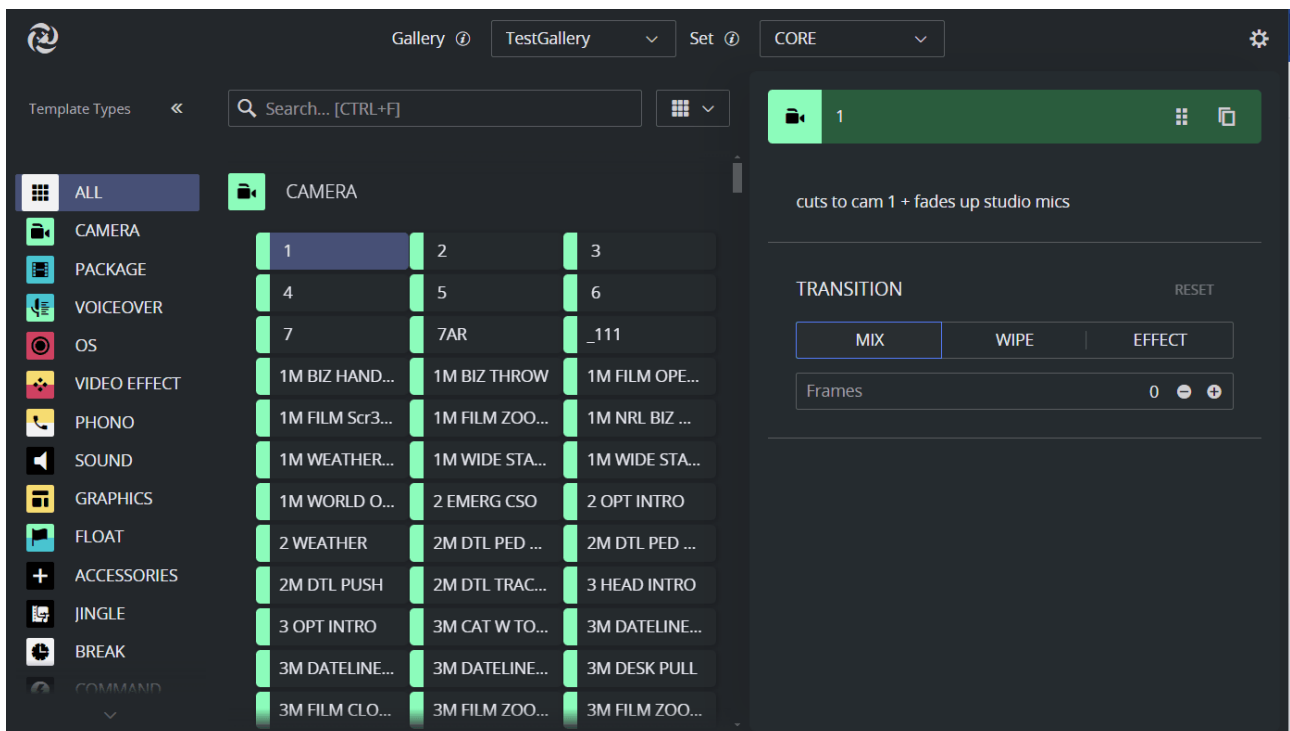 Gallery TestGallery Set CORE
Template Types
Search... [CTRL+F]
ALL
CAMERA
PACKAGE
VOICEOVER
OS
VIDEO EFFECT
PHONO
SOUND
GRAPHICS
FLOAT
ACCESSORIES
JINGLE
BREAK
COMMAND
CAMERA
1 2 3
4 5 6
7 7AR _111
1M BIZ HAND... 1M BIZ THROW 1M FILM OPE...
1M FILM Scr3... 1M FILM ZOO... 1M NRL BIZ ...
1M WEATHER... 1M WIDE STA... 1M WIDE STA...
1M WORLD O... 2 EMERG CSO 2 OPT INTRO
2 WEATHER 2M DTL PED ... 2M DTL PED ...
2M DTL PUSH 2M DTL TRAC... 3 HEAD INTRO
3 OPT INTRO 3M CAT W TO... 3M DATELINE...
3M DATELINE... 3M DATELINE... 3M DESK PULL
3M FILM CLO... 3M FILM ZOO... 3M FILM ZOO...
1
cuts to cam 1 + fades up studio mics
TRANSITION RESET
MIX WIPE EFFECT
Frames 0